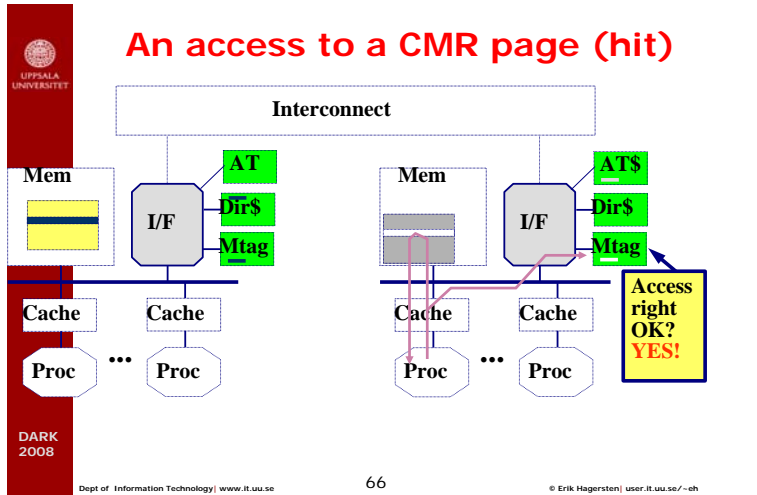 An access to a CMR page (hit)
UPPSALA
UNIVERSITET
Interconnect
Mem
AT
I/F
Dir$
Mtag
Cache
Cache
...
Proc
Proc
Mem
AT$
I/F
Dir$
Mtag
Access
right
OK?
YES!
Cache
Cache
...
Proc
Proc
DARK
2008
Dept of Information Technology| www.it.uu.se
66
© Erik Hagersten| user.it.uu.se/~eh